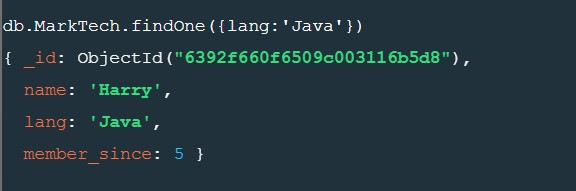 db.MarkTech.findOne({lang:'Java'})
{ _id: ObjectId("6392f660f6509c003116b5d8"),
name: 'Harry',
lang: 'Java',
member_since: 5 }